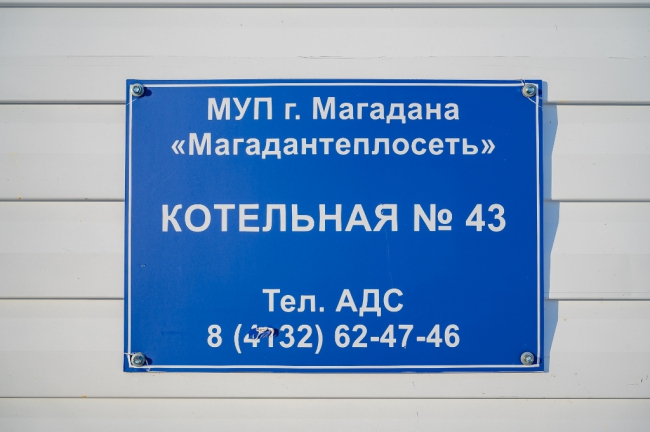 МУП г. Магадана
«Магадантеплосеть»
КОТЕЛЬНАЯ № 43
Тел. АДС
8 (4132) 62-47-46